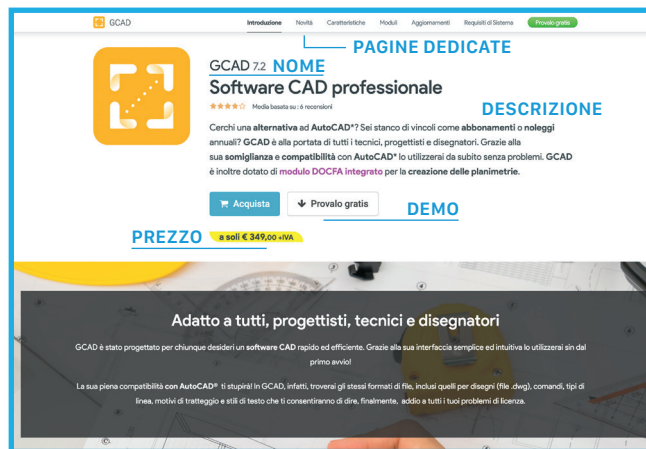 GCAD
Introduzione Novità Caratteristiche Moduli Aggiornamenti Requisiti di Sistema Provalo gratis
PAGINE DEDICATE
GCAD 7.2 NOME
Software CAD professionale
Media basata su : 6 recensioni
DESCRIZIONE
Cerchi una alternativa ad AutoCAD®? Sei stanco di vincoli come abbonamenti o noleggi
annuali? GCAD è alla portata di tutti i tecnici, progettisti e disegnatori. Grazie alla
sua somiglianza e compatibilità con AutoCAD® lo utilizzerai da subito senza problemi. GCAD
è inoltre dotato di modulo DOCFA integrato per la creazione delle planimetrie.
Acquista Provalo gratis
DEMO
PREZZO a soli € 349,00 +IVA
Adatto a tutti, progettisti, tecnici e disegnatori
GCAD è stato progettato per chiunque desideri un software CAD rapido ed efficiente. Grazie alla sua interfaccia semplice ed intuitiva lo utilizzerai sin dal
primo avvio!
La sua piena compatibilità con AutoCAD® ti stupirà! In GCAD, infatti, troverai gli stessi formati di file, inclusi quelli per disegni (file .dwg), comandi, tipi di
linea, motivi di tratteggio e stili di testo che ti consentiranno di dire, finalmente, addio a tutti i tuoi problemi di licenza.